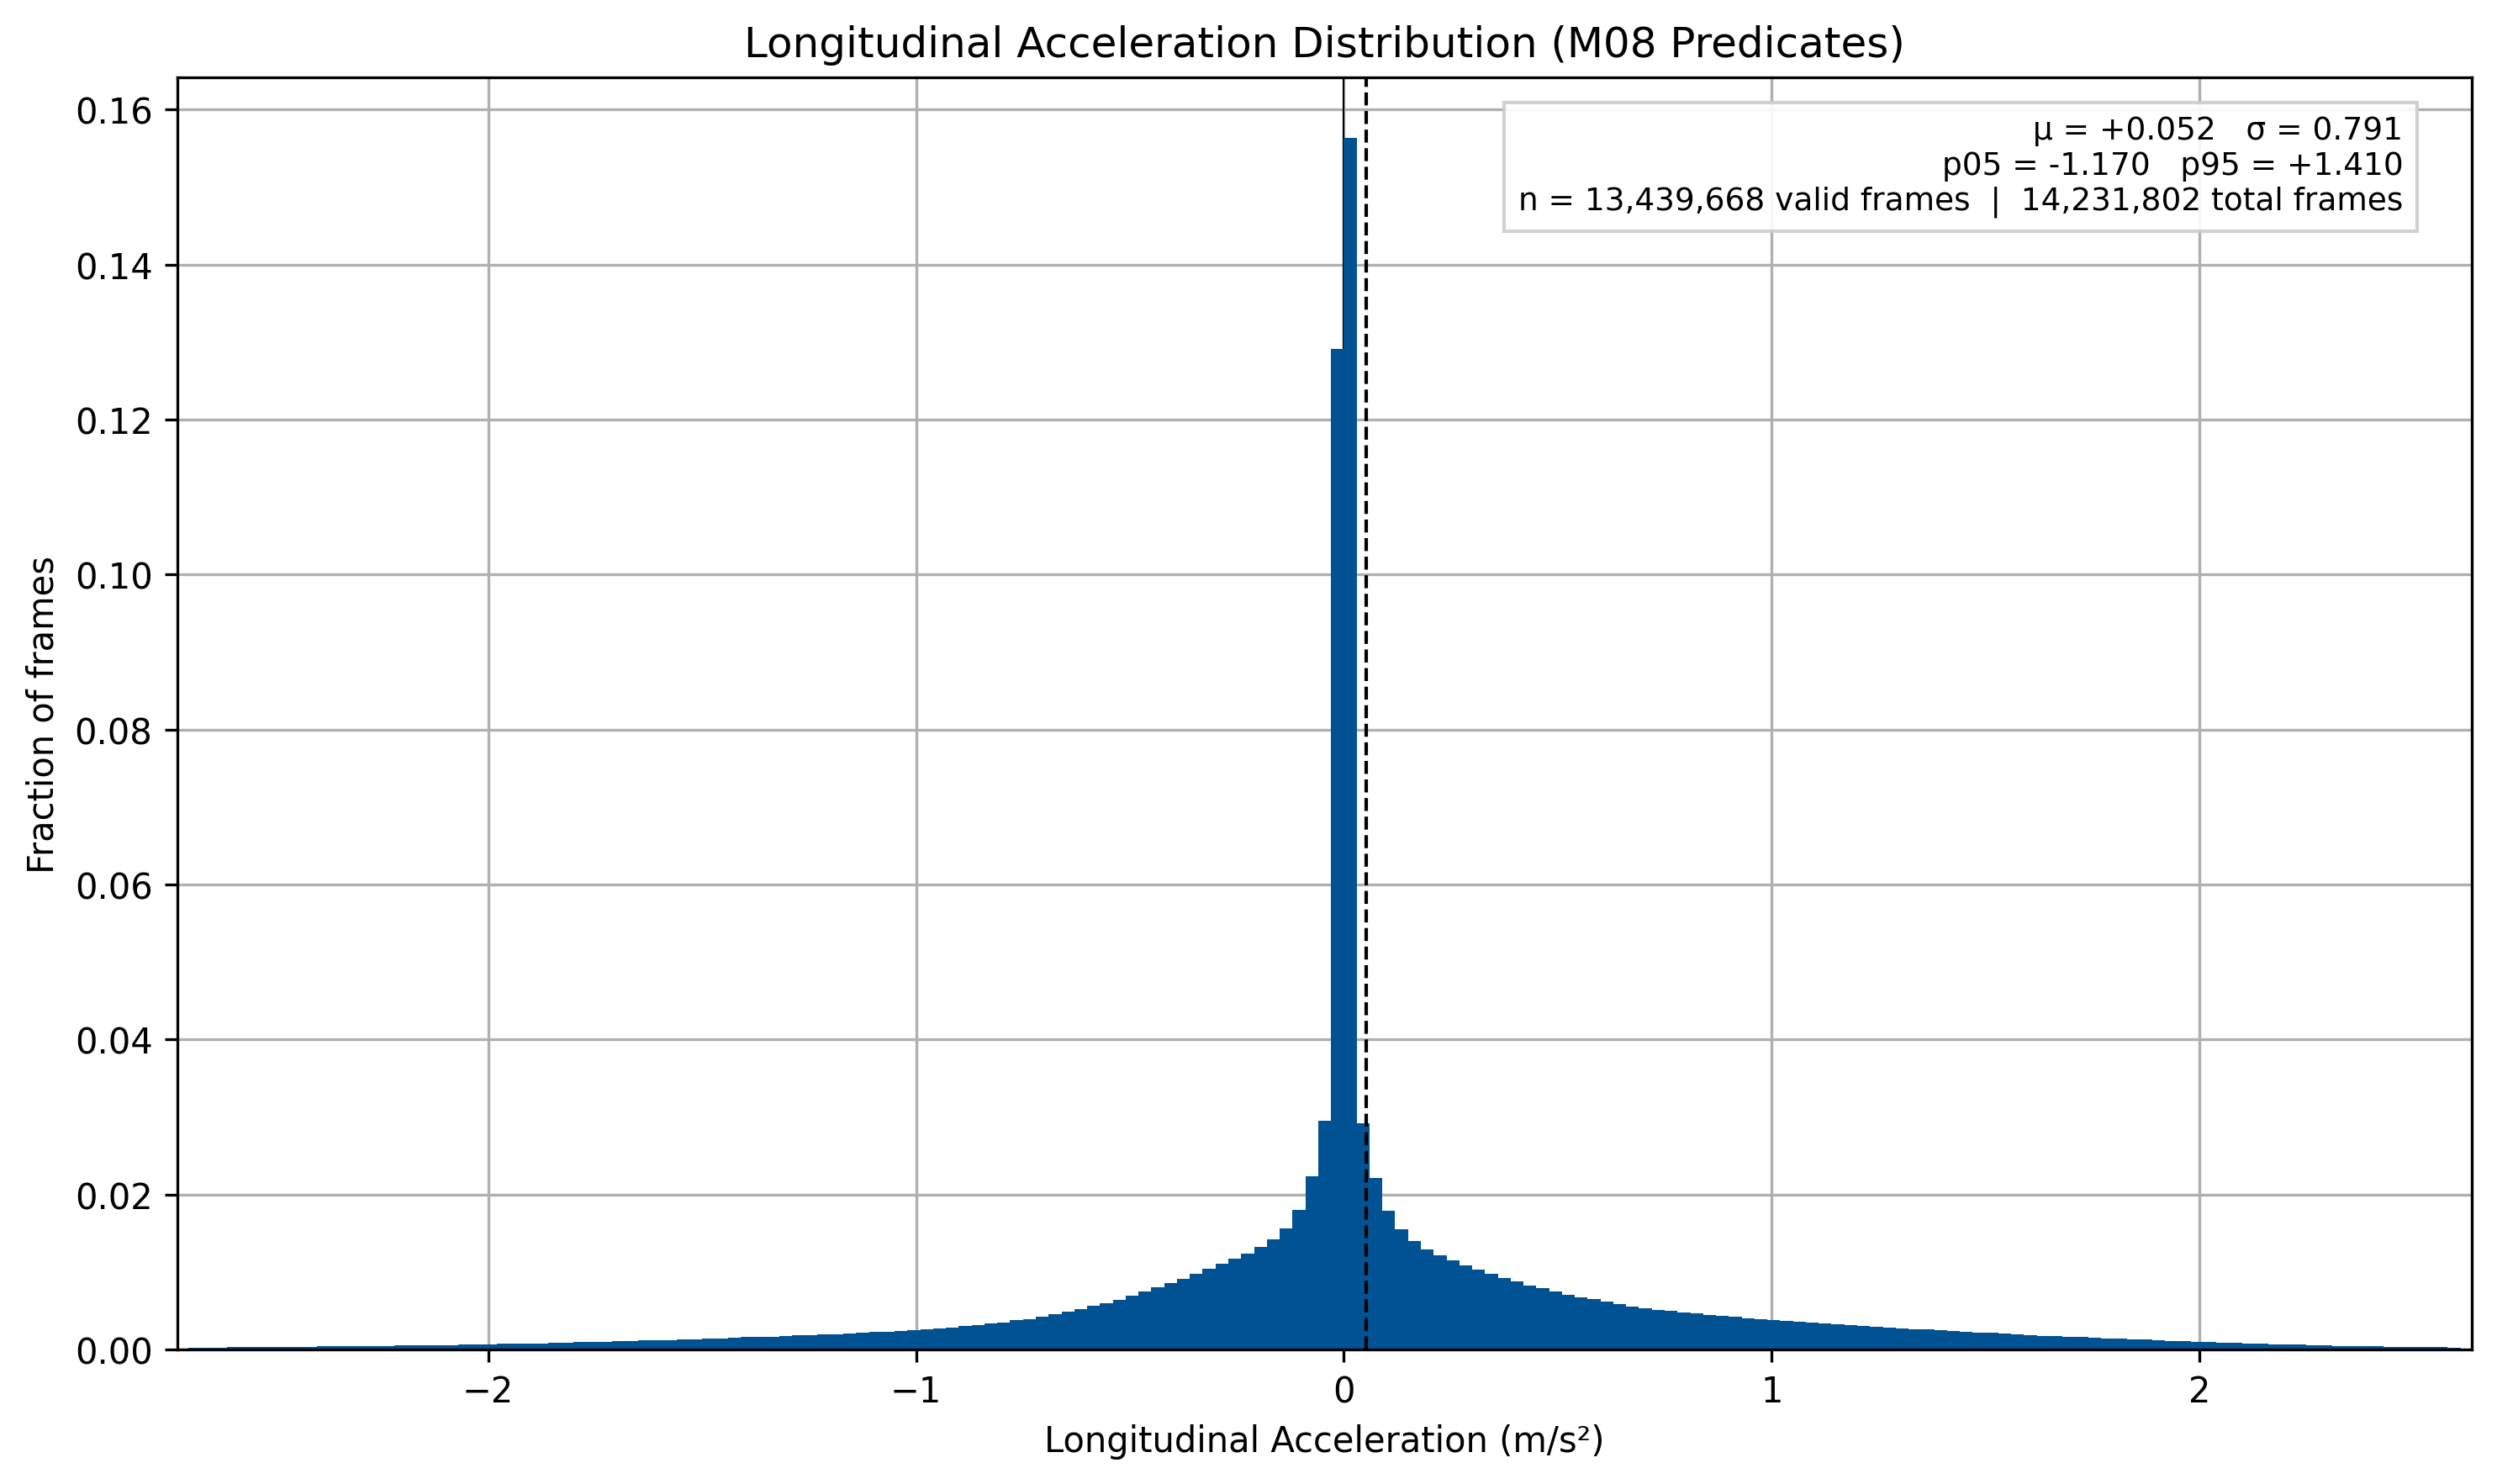 Longitudinal Acceleration Distribution (M08 Predicates)
μ = +0.052   σ = 0.791
p05 = -1.170   p95 = +1.410
n = 13,439,668 valid frames  |  14,231,802 total frames
Fraction of frames
0.16
0.14
0.12
0.10
0.08
0.06
0.04
0.02
0.00
−2
−1
0
1
2
Longitudinal Acceleration (m/s²)